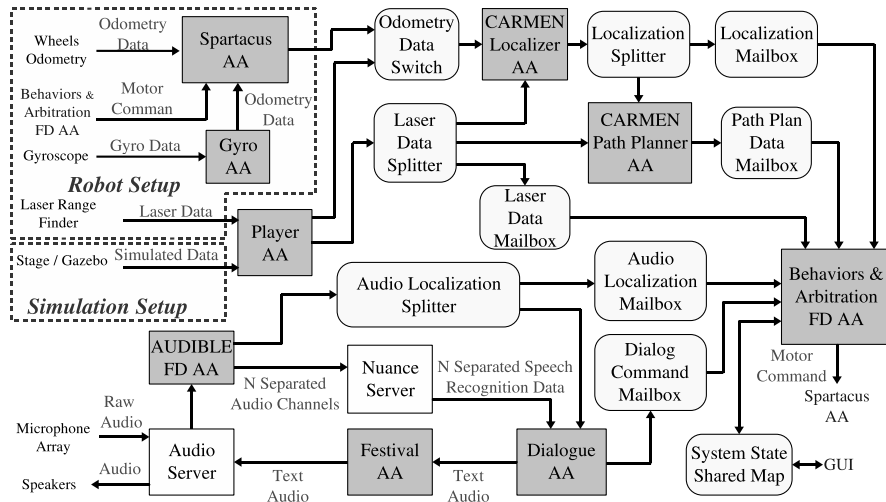 Wheels
Odometry
Odometry
Data
Spartacus
AA
Odometry
Data
Switch
CARMEN
Localizer
AA
Localization
Splitter
Localization
Mailbox
Behaviors &
Arbitration
FD AA
Motor
Comman
Odometry
Data
Gyroscope
Gyro Data
Gyro
AA
Robot Setup
Laser
Data
Splitter
CARMEN
Path Planner
AA
Path Plan
Data
Mailbox
Laser Range
Finder
Laser Data
Player
AA
Laser
Data
Mailbox
Stage / Gazebo
Simulated Data
Simulation Setup
Audio Localization
Splitter
Audio
Localization
Mailbox
Behaviors &
Arbitration
FD AA
AUDIBLE
FD AA
N Separated
Audio Channels
Nuance
Server
N Separated Speech
Recognition Data
Dialog
Command
Mailbox
Motor
Command
Spartacus
AA
Microphone
Array
Raw
Audio
Audio
Server
Speakers
Audio
Text
Audio
Festival
AA
Text
Audio
Dialogue
AA
System State
Shared Map
GUI